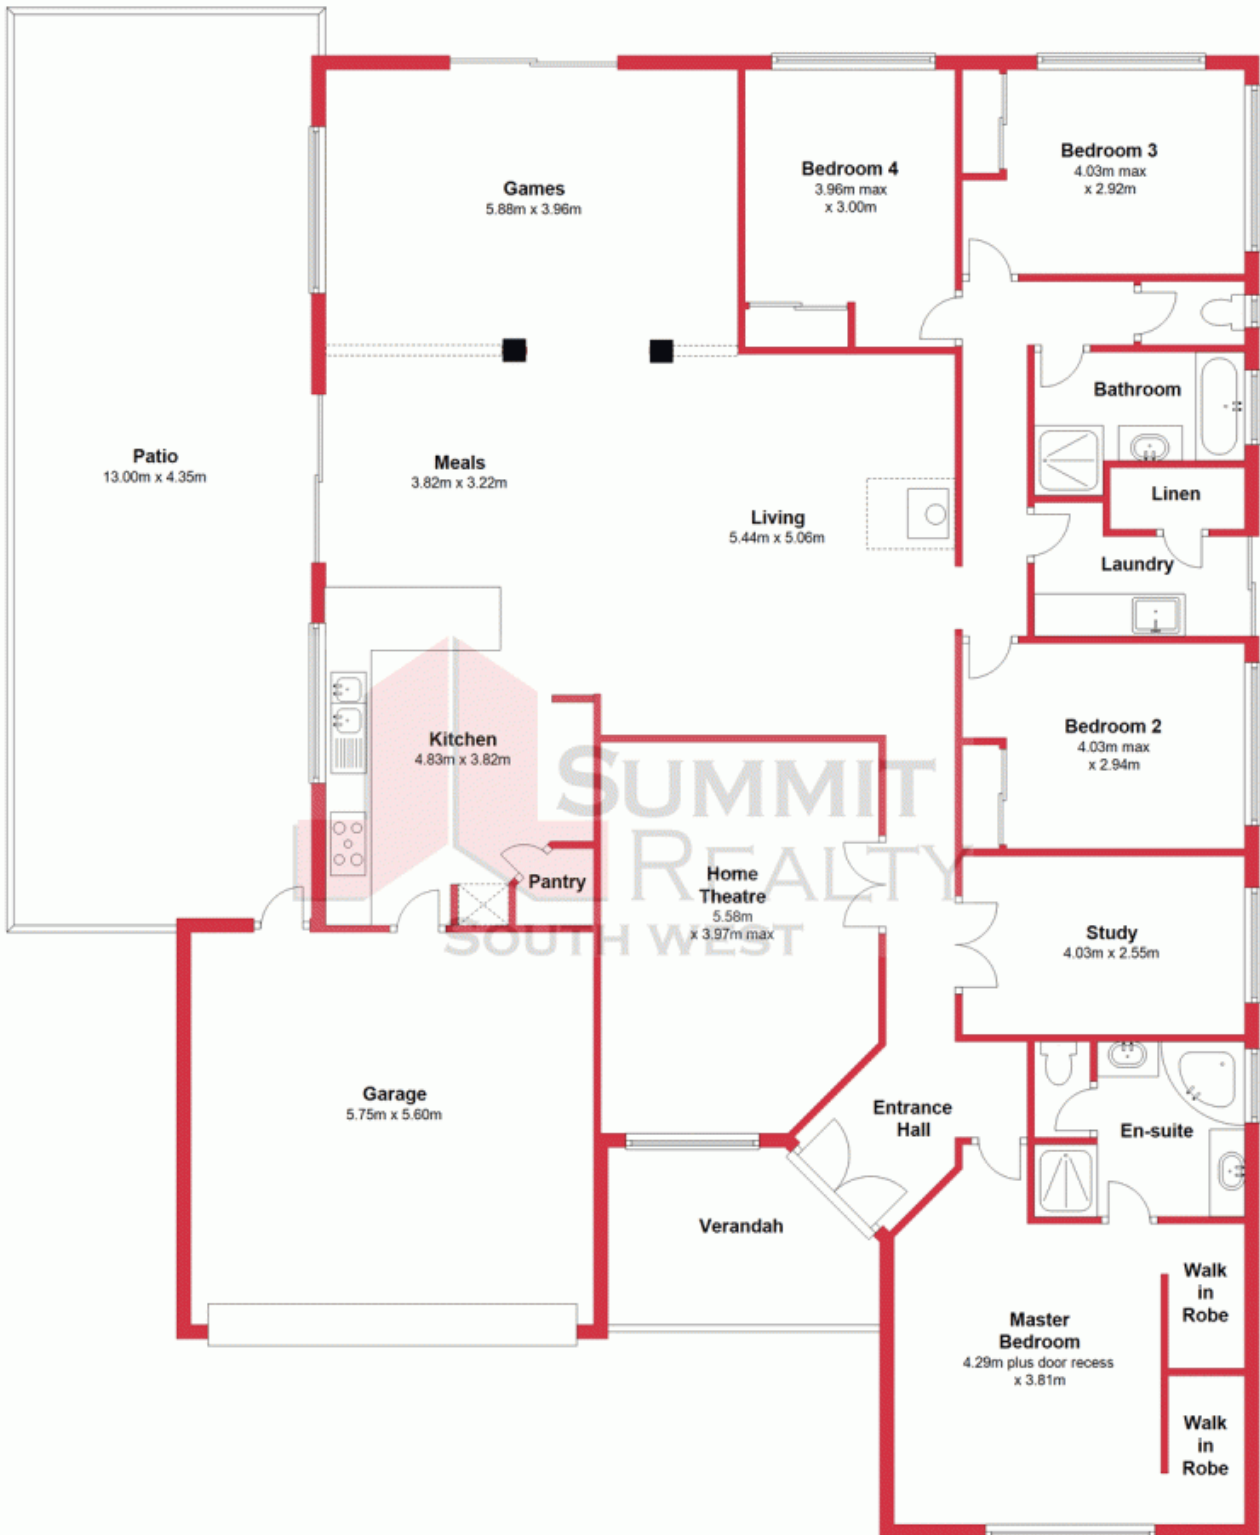 Games
5.88m x 3.96m
Bedroom 4
3.96m max
x 3.00m
Bedroom 3
4.03m max
x 2.92m
Bathroom
Patio
13.00m x 4.35m
Meals
3.82m x 3.22m
Living
5.44m x 5.06m
Linen
Laundry
Kitchen
4.83m x 3.82m
Bedroom 2
4.03m max
x 2.94m
SUMMIT
REALTY
SOUTH WEST
Pantry
Home
Theatre
5.58m
x 3.97m max
Study
4.03m x 2.55m
Garage
5.75m x 5.60m
Entrance
Hall
En-suite
Verandah
Walk
in
Robe
Master
Bedroom
4.29m plus door recess
x 3.81m
Walk
in
Robe